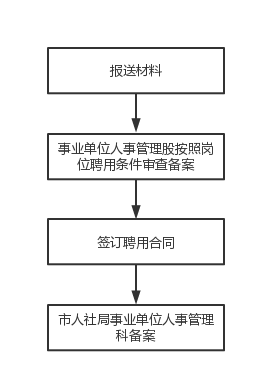 报送材料
事业单位人事管理股按照岗
位聘用条件审查备案
签订聘用合同
市人社局事业单位人事管理
科备案